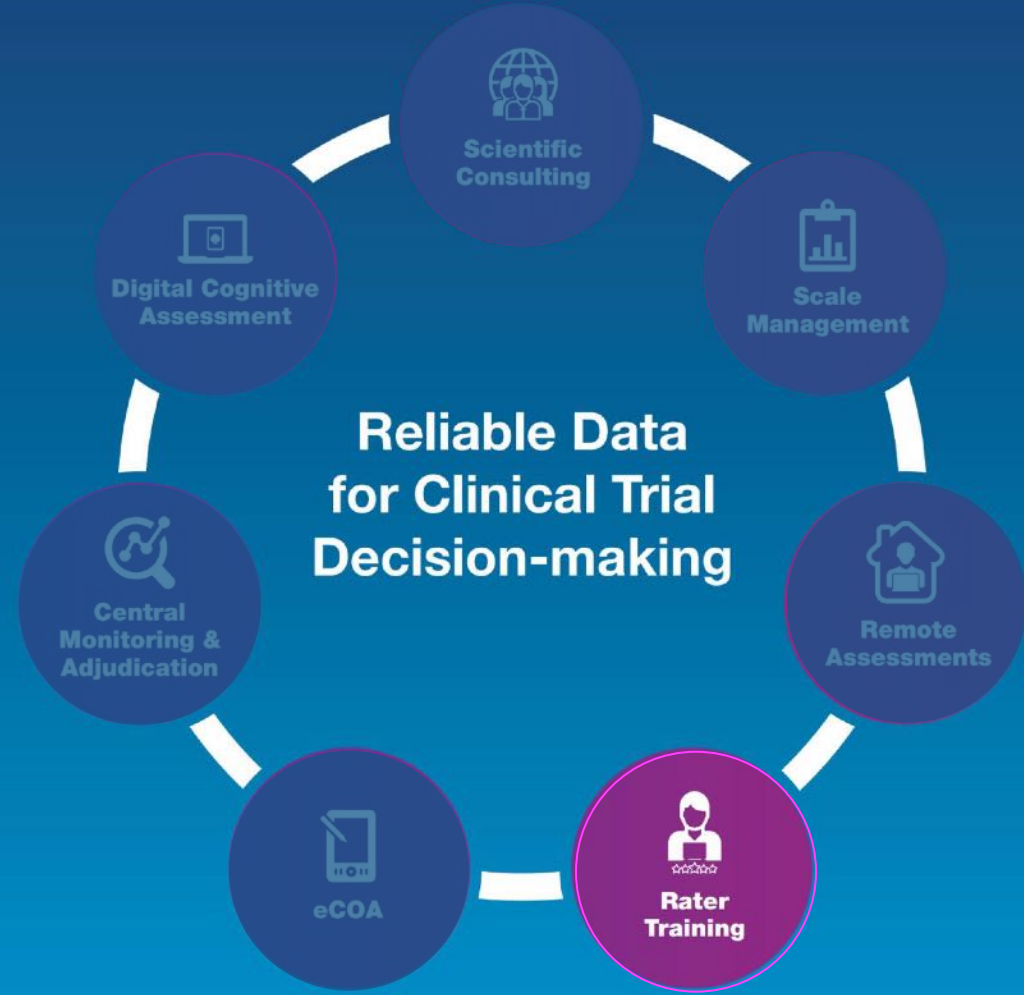 Scientific
Consulting
Digital Cognitive
Assessment
Scale
Management
Reliable Data
for Clinical Trial
Decision-making
Central
Monitoring &
Adjudication
Remote
Assessments
eCOA
Rater
Training